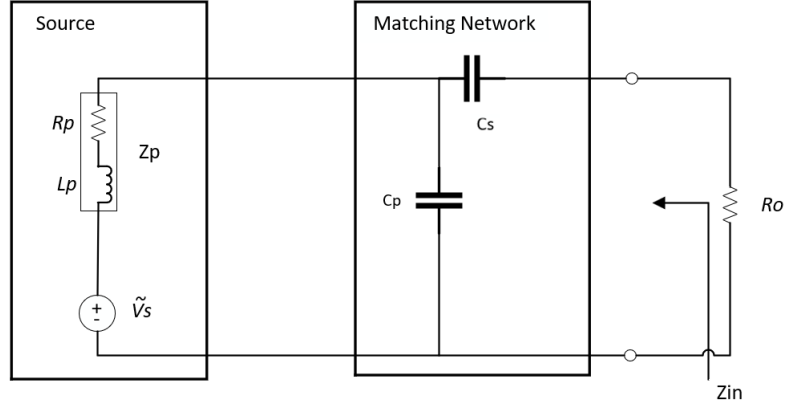 Source
Matching Network
Rp
Zp
Lp
Cs
Cp
Ro
+
-
Ṽs
Zin